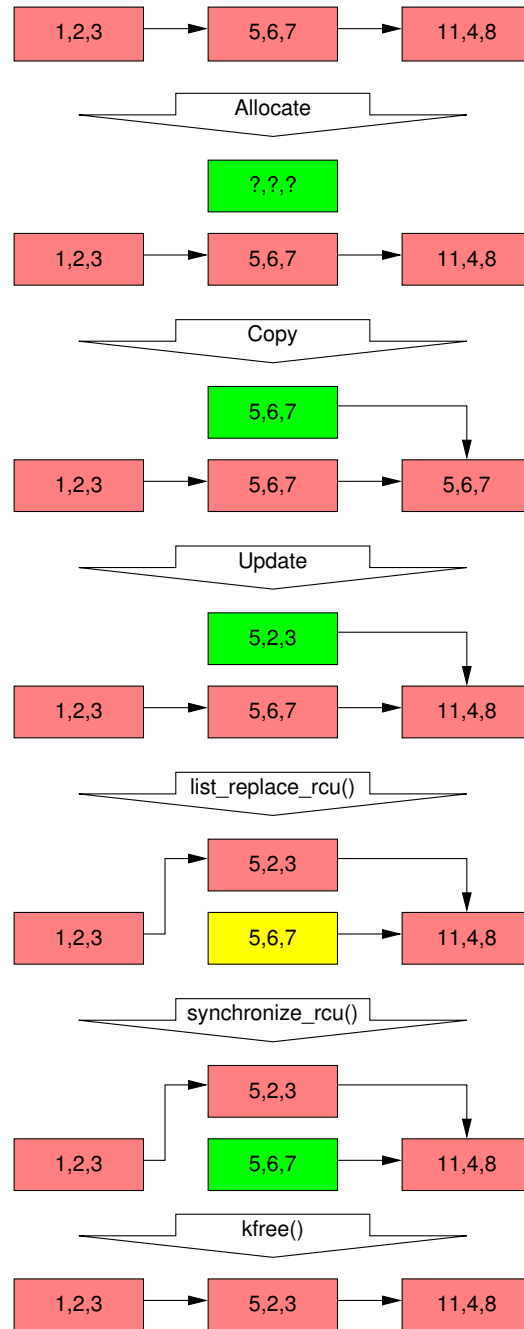 1,2,3 5,6,7 11,4,8
Allocate
?,?,?
1,2,3 5,6,7 11,4,8
Copy
5,6,7
1,2,3 5,6,7 5,6,7
Update
5,2,3
1,2,3 5,6,7 11,4,8
list_replace_rcu()
5,2,3
1,2,3 5,6,7 11,4,8
synchronize_rcu()
5,2,3
1,2,3 5,6,7 11,4,8
kfree()
1,2,3 5,2,3 11,4,8